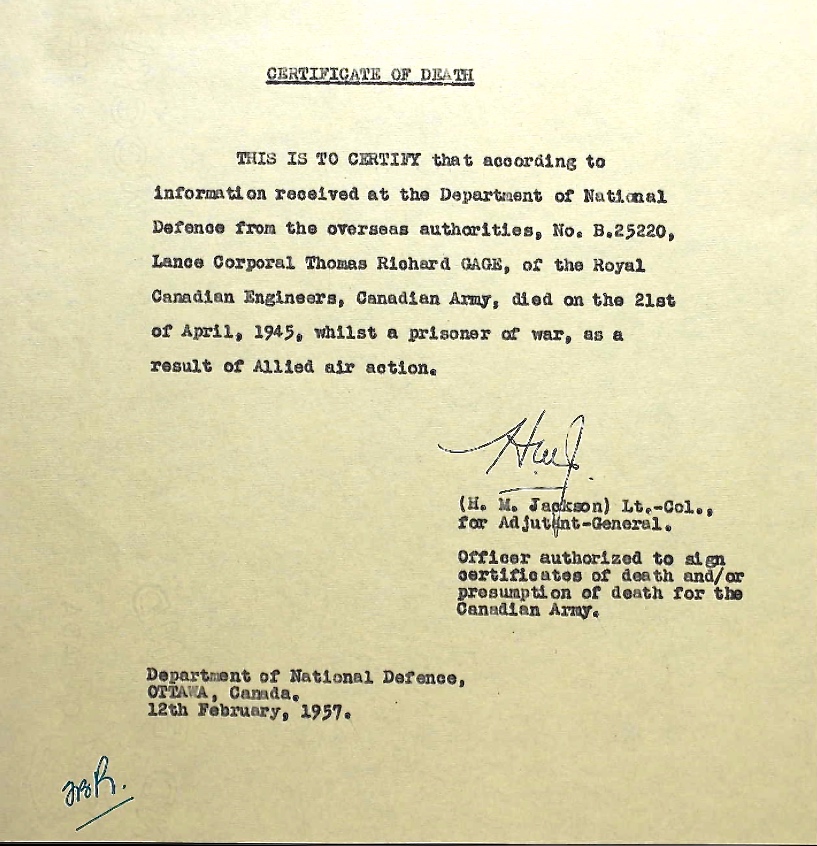 CERTIFICATE OF DEATH
THIS IS TO CERTIFY that according to
information received at the Department of National
Defence from the overseas authorities, No. B.25220,
Lance Corporal Thomas Richard GAGE, of the Royal
Canadian Engineers, Canadian Army, died on the 21st
of April, 1945, whilst a prisoner of war, as a
result of Allied air action.
(H. M. Jackson) Lt.-Col.,
for Adjutant-General.
Officer authorized to sign
certificates of death and/or
presumption of death for the
Canadian Army.
Department of National Defence,
OTTAWA, Canada.
12th February, 1957.